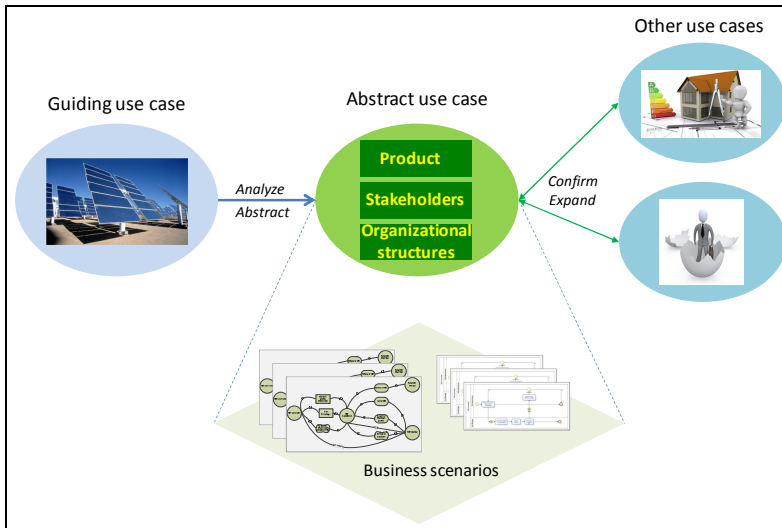 Other use cases
Guiding use case
Abstract use case
Product
Stakeholders
Organizational
structures
Analyze
Abstract
Confirm
Expand
Business scenarios